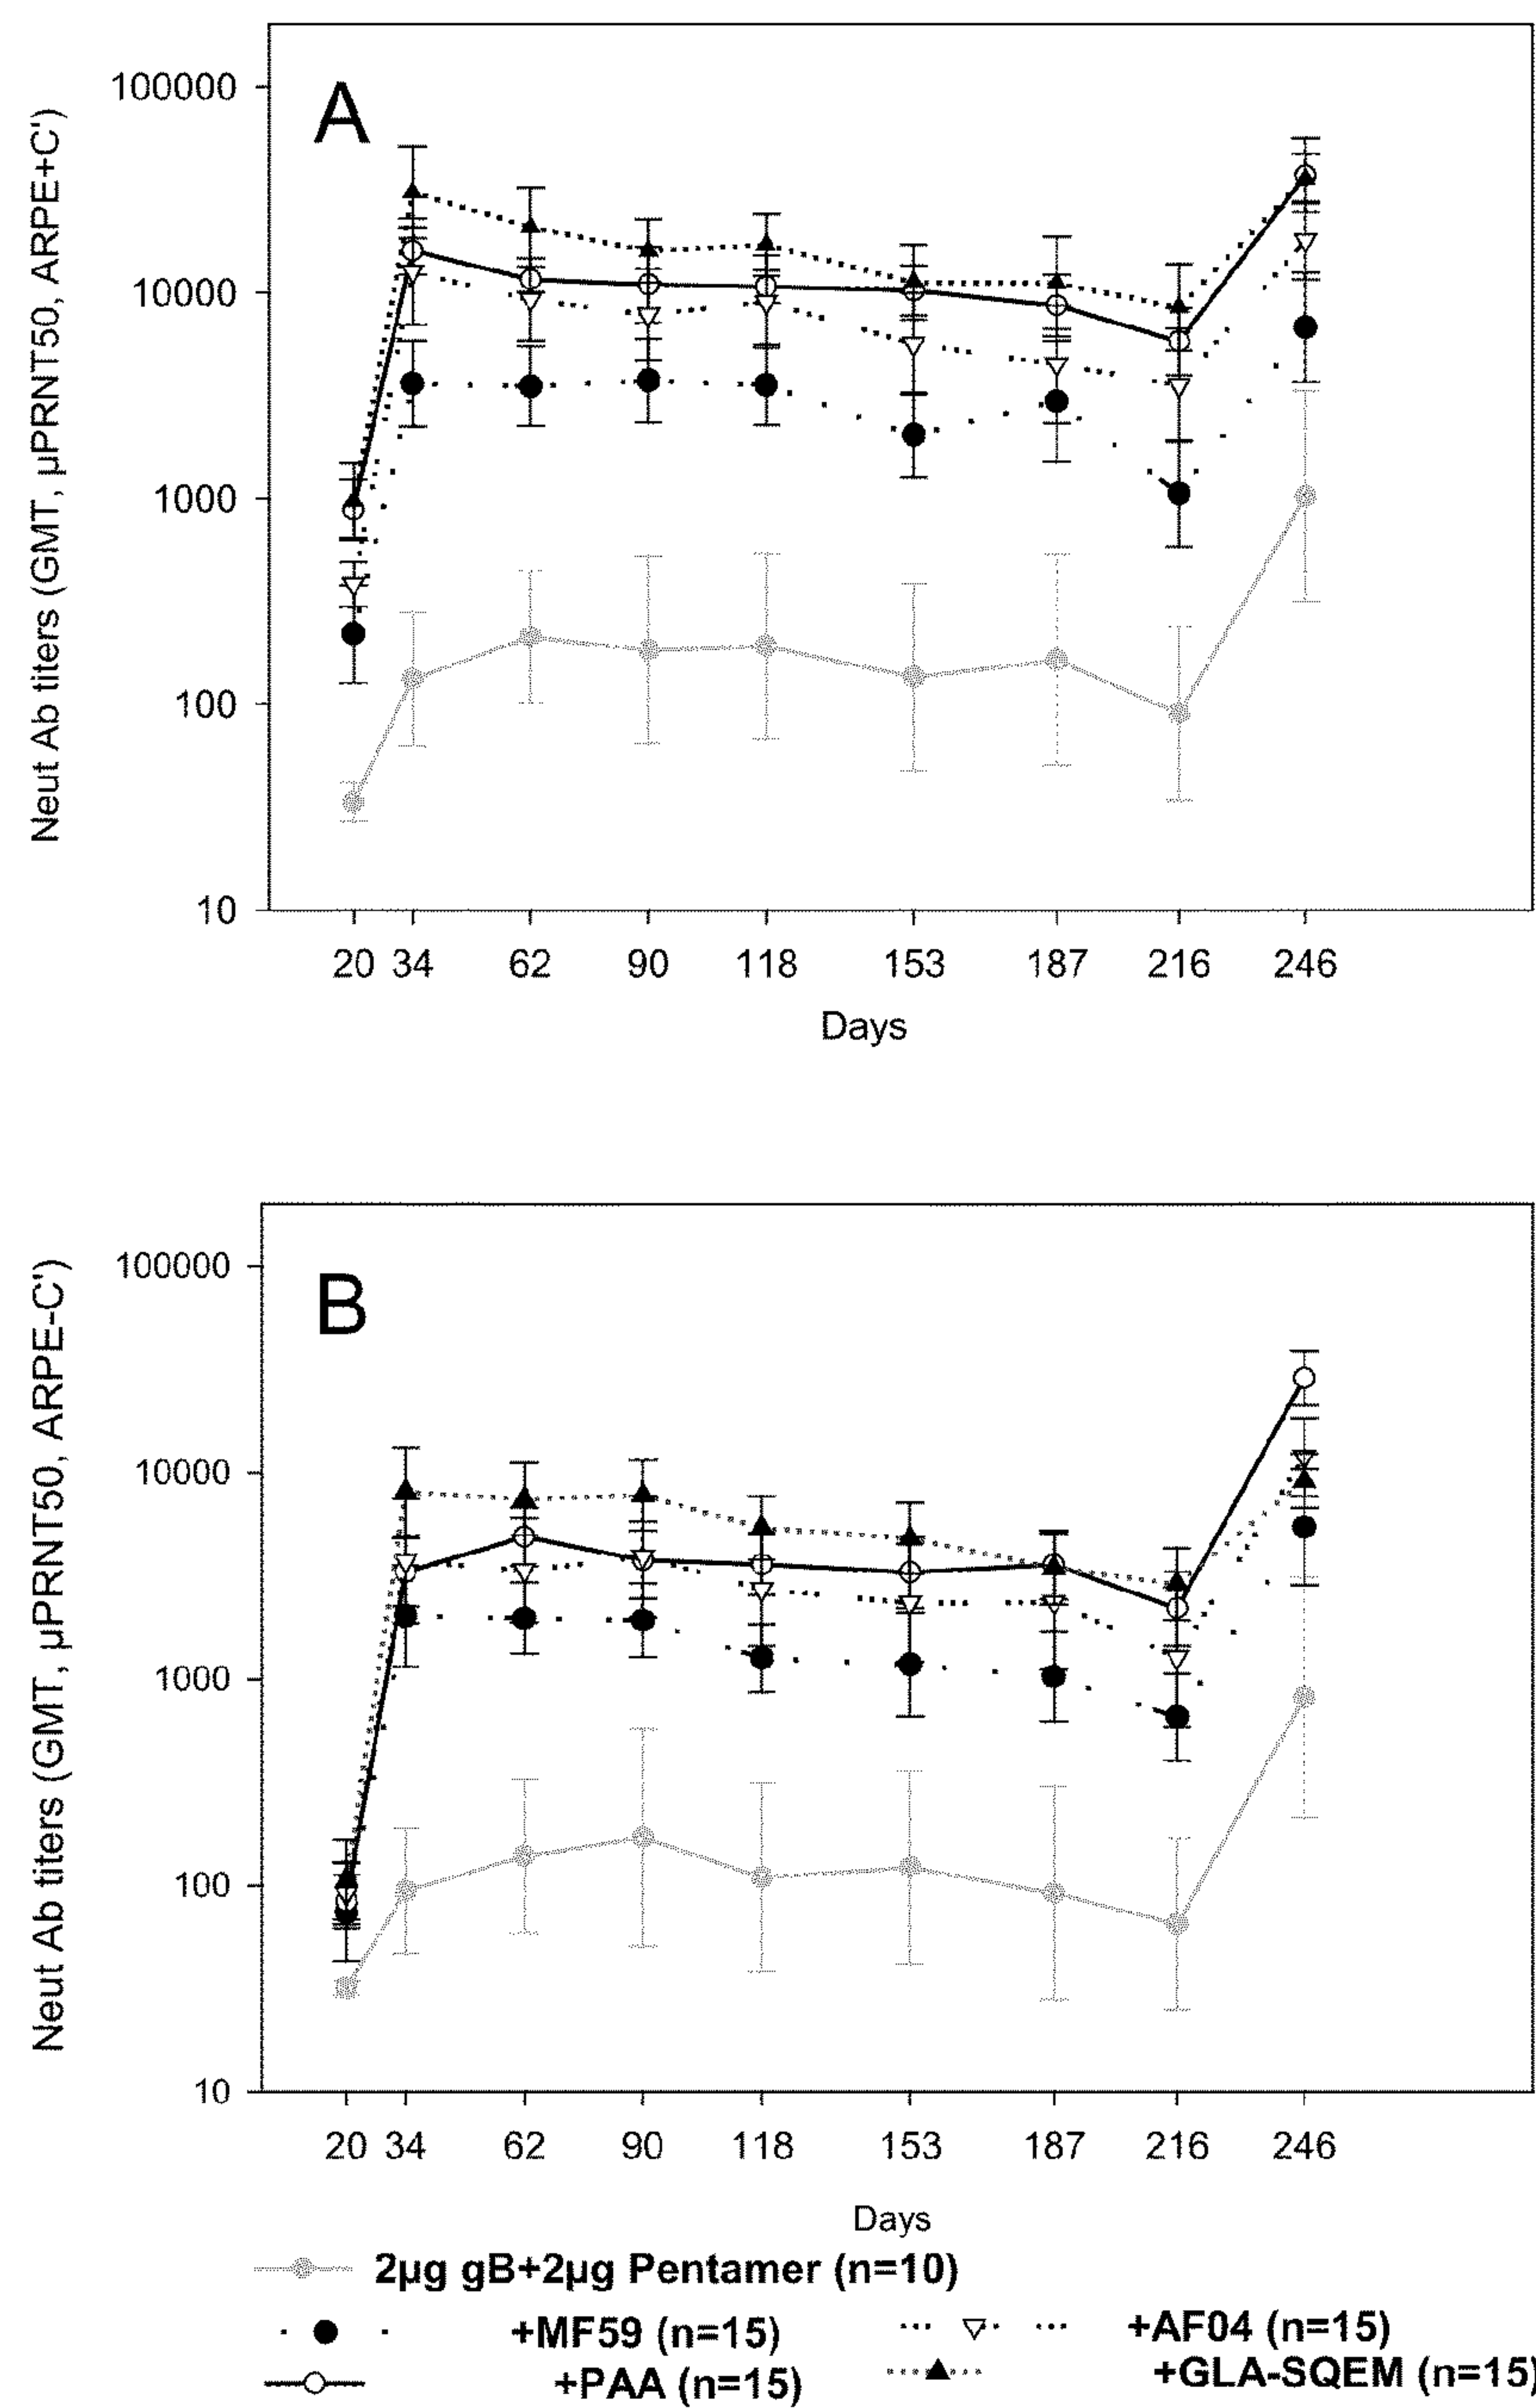 Neut Ab titers (GMT, µPRNT50, ARPE+C')
A
100000
10000
1000
100
10
20 34 62 90 118 153 187 216 246
Days
Neut Ab titers (GMT, µPRNT50, ARPE-C')
B
100000
10000
1000
100
10
20 34 62 90 118 153 187 216 246
Days
2µg gB+2µg Pentamer (n=10)
+MF59 (n=15) +AF04 (n=15)
+PAA (n=15) +GLA-SQEM (n=15)